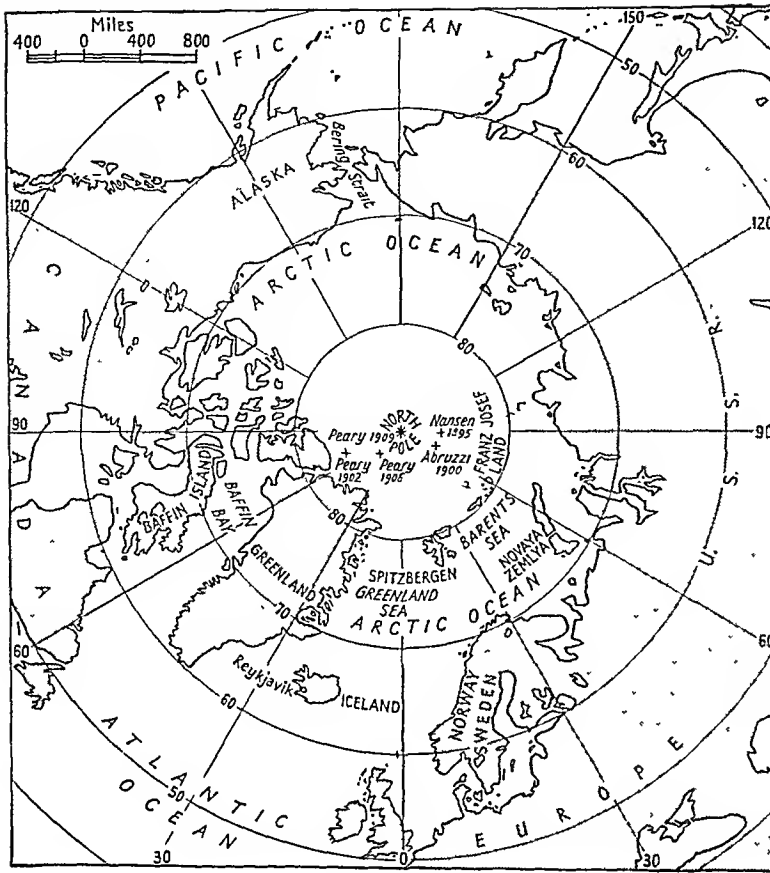 Miles
400 0 400 800
PACIFIC OCEAN
150
50
60
Bering Strait
ALASKA
120
70
120
ARCTIC OCEAN
CANADA
80
U. S. S. R.
NORTH POLE
Nansen
1895
Peary 1909
Abruzzi
1900
Peary
1902
Peary
1906
FRANZ JOSEF
LAND
90
90
BAFFIN
ISLAND
BAFFIN
BAY
80
BARENTS
SEA
NOVAYA
ZEMLYA
GREENLAND
SPITZBERGEN
GREENLAND
SEA
70
ARCTIC OCEAN
60
60
Reykjavik
ICELAND
NORWAY
SWEDEN
60
ATLANTIC
OCEAN
50
EUROPE
30
0
30